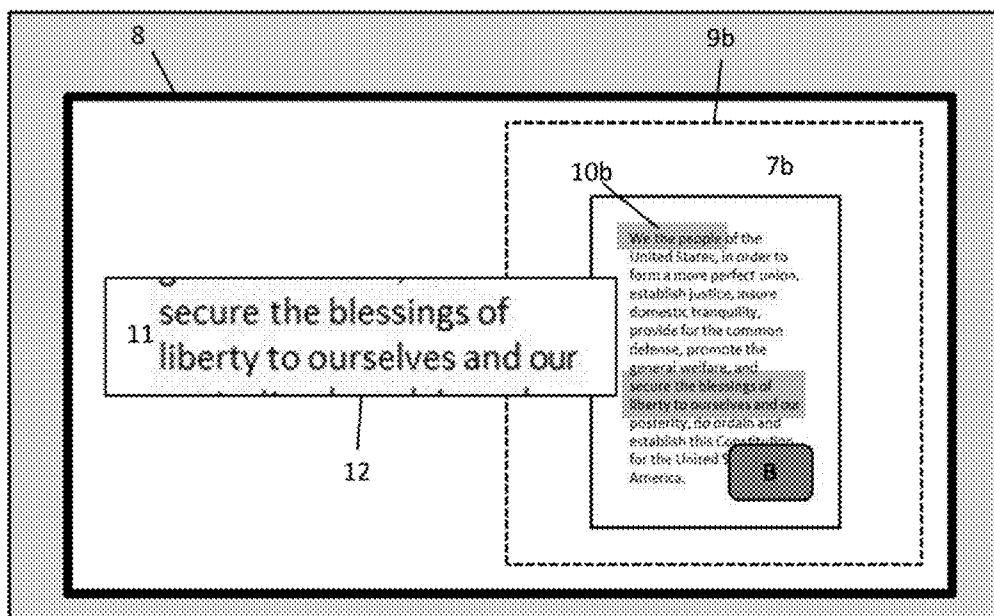 8
9b
10b
7b
We the people of the
United States, in order to
form a more perfect union,
establish justice, insure
domestic tranquility,
provide for the common
defense, promote the
general welfare, and
secure the blessings of
liberty to ourselves and our
posterity, do ordain and
establish this Constitution
for the United S
America.
B
11
secure the blessings of
liberty to ourselves and our
12